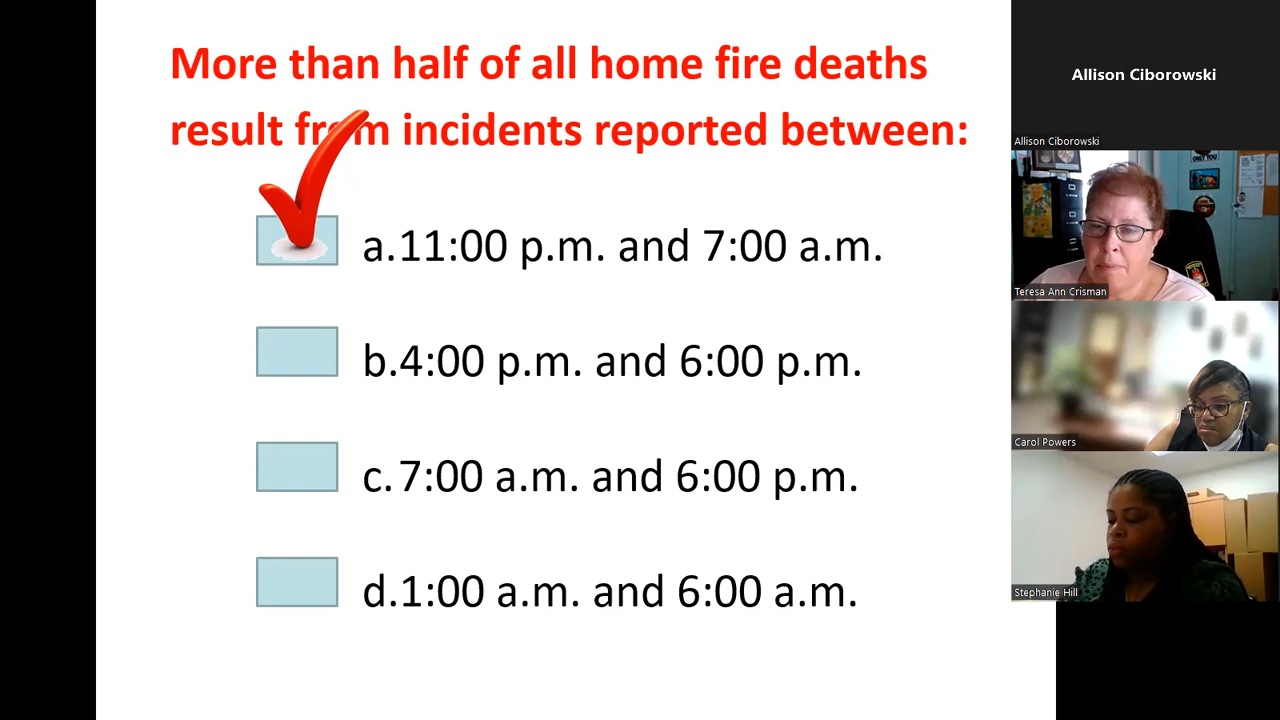 More than half of all home fire deaths
result from incidents reported between:
a.11:00 p.m. and 7:00 a.m.
b.4:00 p.m. and 6:00 p.m.
c.7:00 a.m. and 6:00 p.m.
d.1:00 a.m. and 6:00 a.m.
Allison Ciborowski
Allison Ciborowski
ONLY YOU
Teresa Ann Crisman
Carol Powers
Stephanie Hill